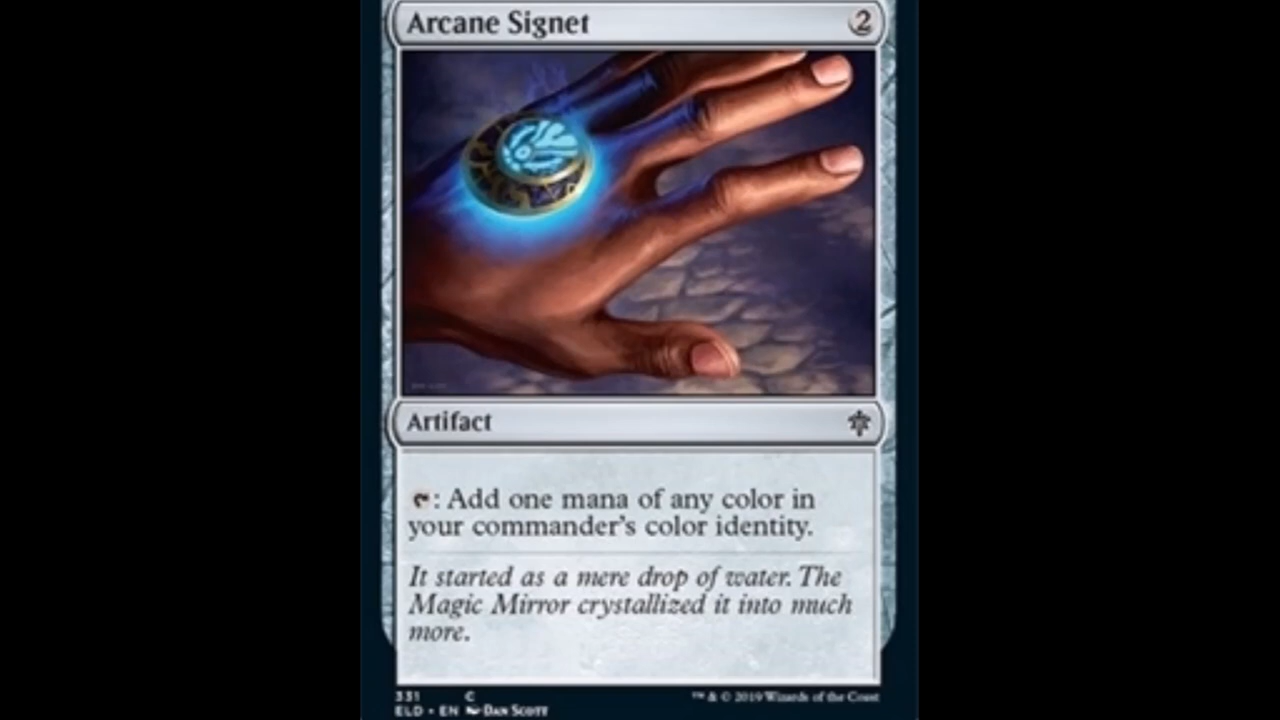 Arcane Signet 2
Artifact
: Add one mana of any color in
your commander's color identity.
It started as a mere drop of water. The
Magic Mirror crystallized it into much
more.
331 C
ELD • EN DAN SCOTT
™ & © 2019 Wizards of the Coast